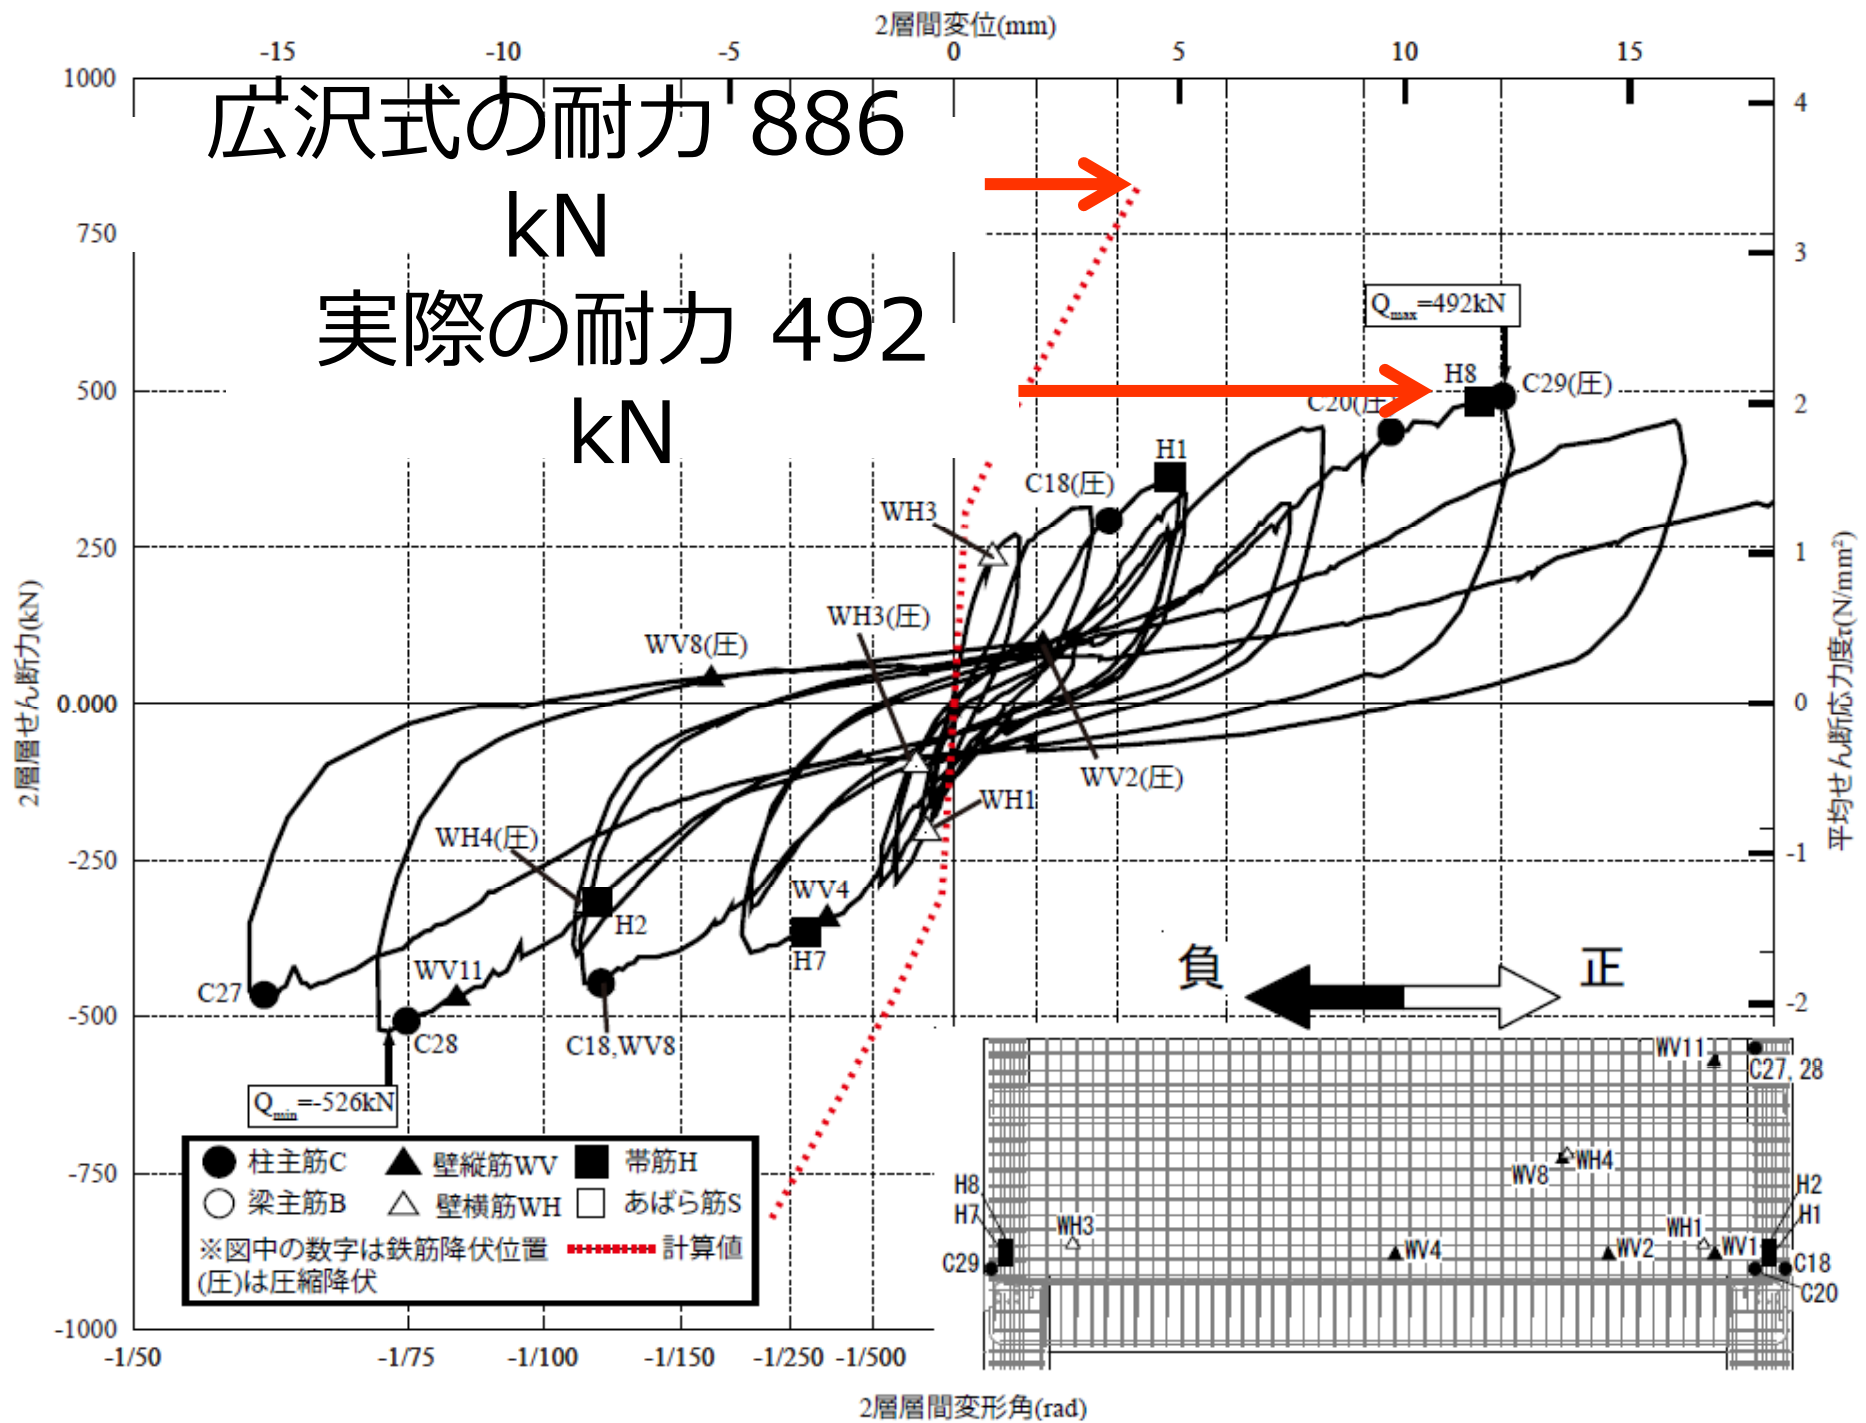 2層間変位(mm)
-15 -10 -5 0 5 10 15
1000
750
500
250
0.000
-250
-500
-750
-1000
4
3
2
1
0
-1
-2
広沢式の耐力 886
kN
実際の耐力 492
kN
Qmax=492kN
H8
C29(圧)
C20(圧)
H1
C18(圧)
WH3
WH3(圧)
WV8(圧)
WV2(圧)
WH1
WH4(圧)
WV4
H2
H7
WV11
C27
C28
C18,WV8
Qmin=-526kN
負 正
2層層せん断力(kN)
平均せん断応力度τ(N/mm²)
柱主筋C 壁縦筋WV 帯筋H
梁主筋B 壁横筋WH あばら筋S
※図中の数字は鉄筋降伏位置 計算値
(圧)は圧縮降伏
WV11
C27, 28
WV8 WH4
H8
H7
WH3
WH1
H2
H1
C29
WV4
WV2
WV1
C18
C20
-1/50 -1/75 -1/100 -1/150 -1/250 -1/500
2層層間変形角(rad)